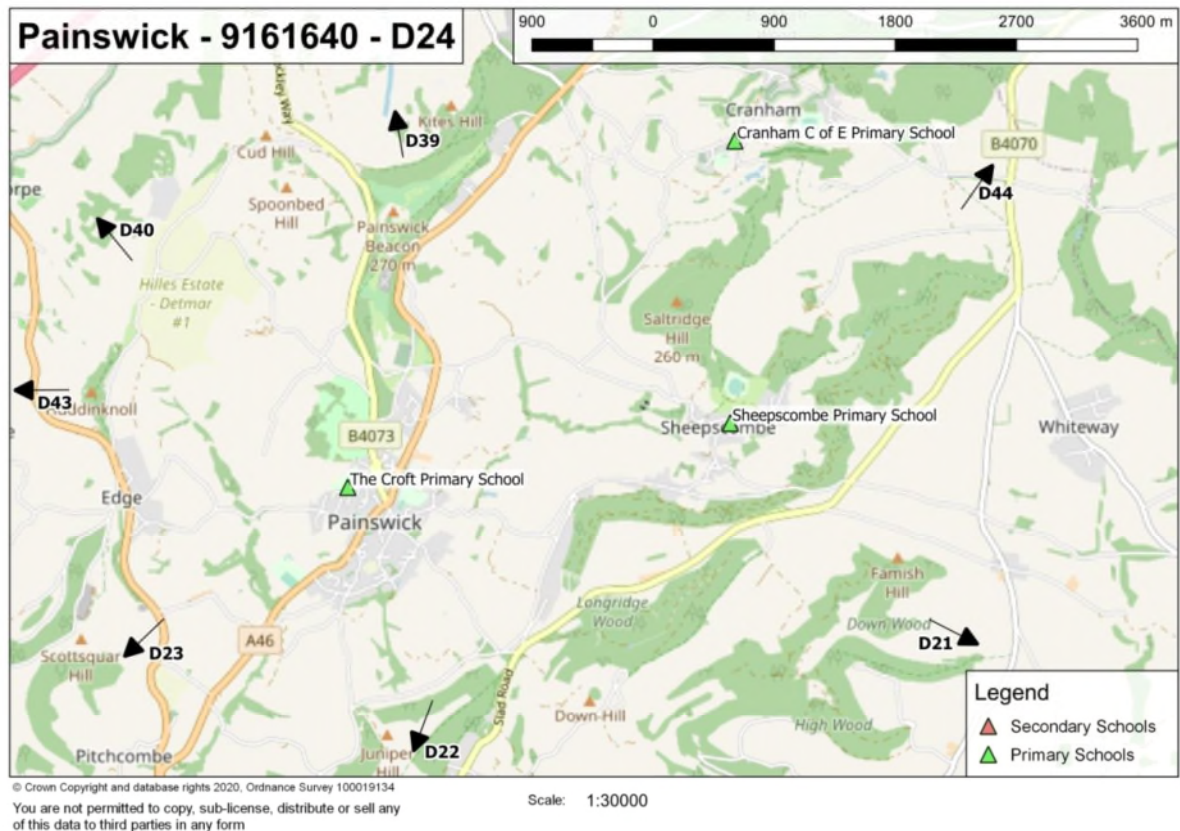 Painswick - 9161640 - D24
900 0 900 1800 2700 3600 m
Cranham
Cranham C of E Primary School
B4070
Kites Hill
D39
Cud Hill
D44
Spoonbed
Hill
Painswick
Beacon
270 m
D40
Hilles Estate
- Detmar
#1
Saltridge
Hill
260 m
D43
Sheepscombe Primary School
B4073
Whiteway
The Croft Primary School
Edge
Painswick
Famish
Hill
Longridge
Wood
Down Wood
D21
A46
D23
Scottsquar
Hill
Stad Road
Down Hill
High Wood
Juniper
Hill
D22
Pitchcombe
Legend
Secondary Schools
Primary Schools
© Crown Copyright and database rights 2020, Ordnance Survey 100019134
You are not permitted to copy, sub-license, distribute or sell any
of this data to third parties in any form
Scale: 1:30000